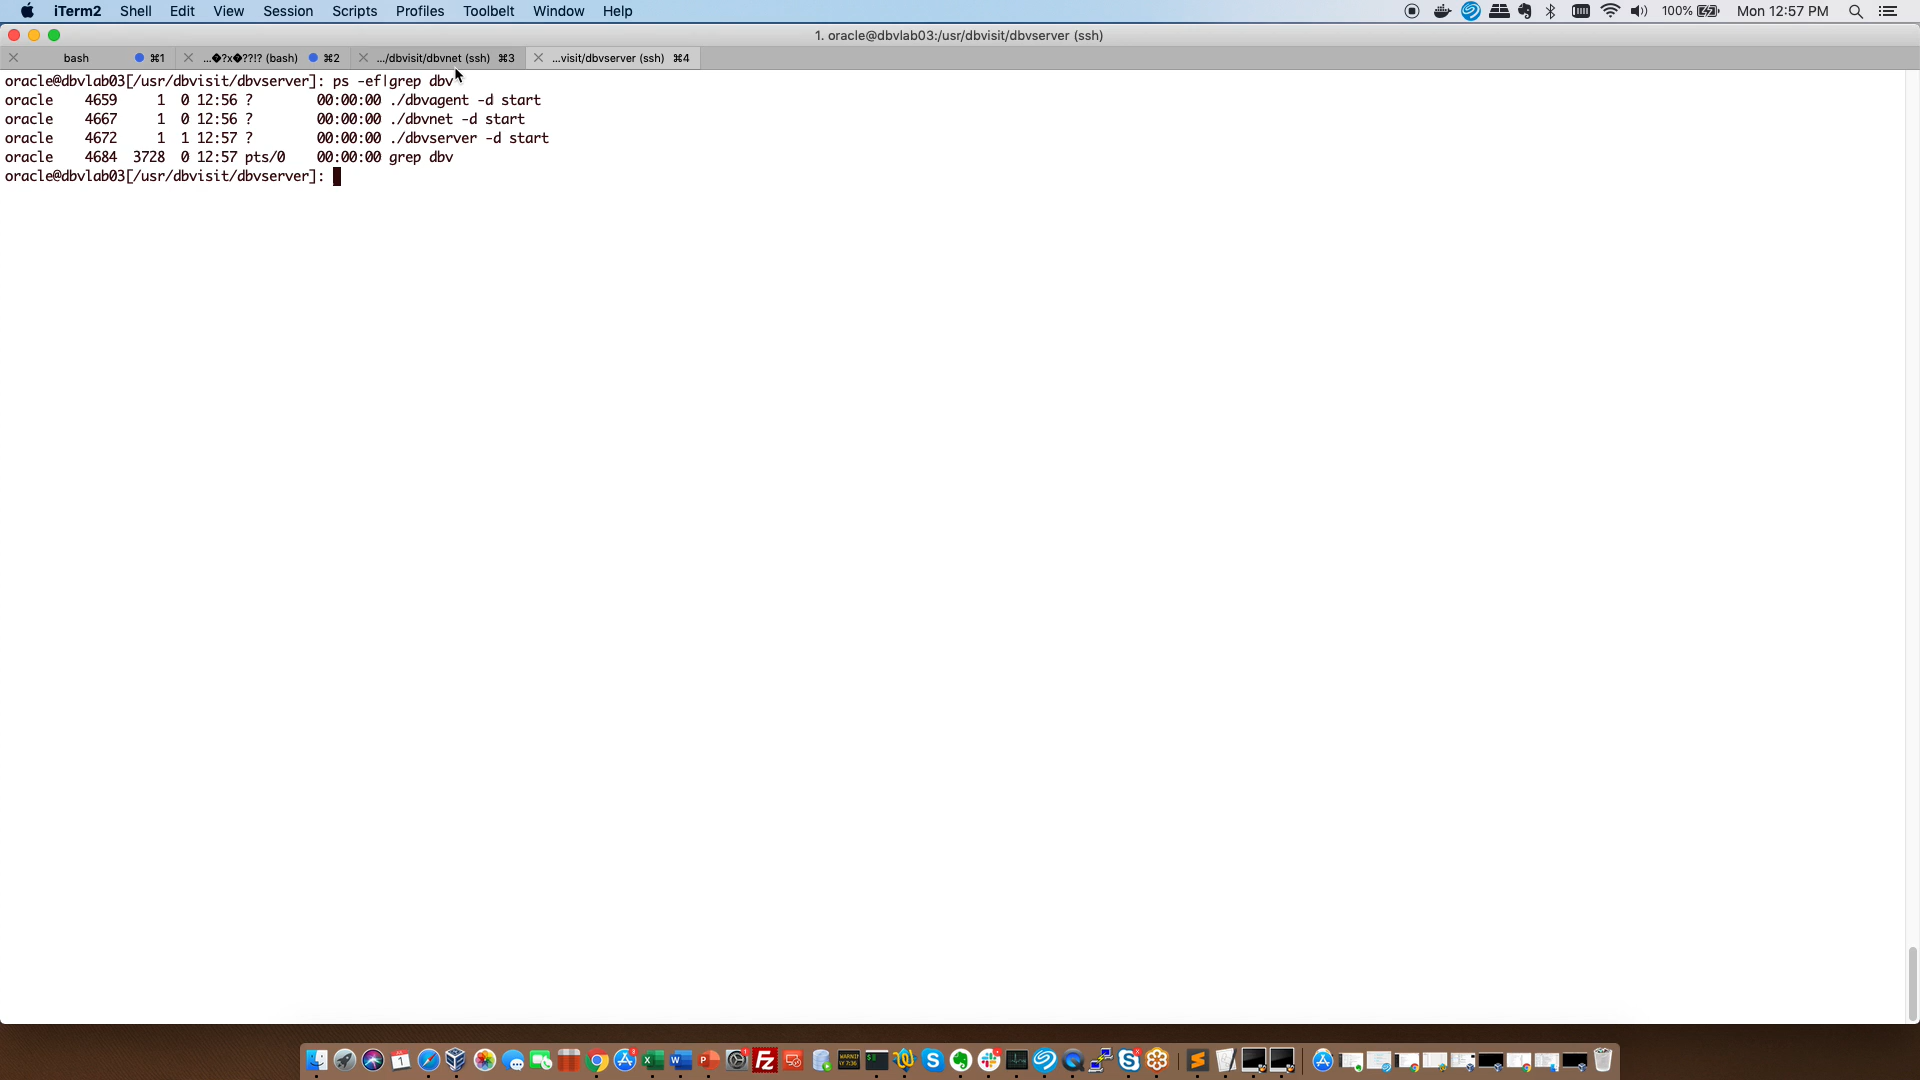 iTerm2 Shell Edit View Session Scripts Profiles Toolbelt Window Help 100% Mon 12:57 PM
1. oracle@dbvlab03:/usr/dbvisit/dbvserver (ssh)
bash ⌘1 ...�?x�??!? (bash) ⌘2 .../dbvisit/dbvnet (ssh) ⌘3 ...visit/dbvserver (ssh) ⌘4
oracle@dbvlab03[/usr/dbvisit/dbvserver]: ps -ef|grep dbv
oracle 4659 1 0 12:56 ? 00:00:00 ./dbvagent -d start
oracle 4667 1 0 12:56 ? 00:00:00 ./dbvnet -d start
oracle 4672 1 1 12:57 ? 00:00:00 ./dbvserver -d start
oracle 4684 3728 0 12:57 pts/0 00:00:00 grep dbv
oracle@dbvlab03[/usr/dbvisit/dbvserver]: